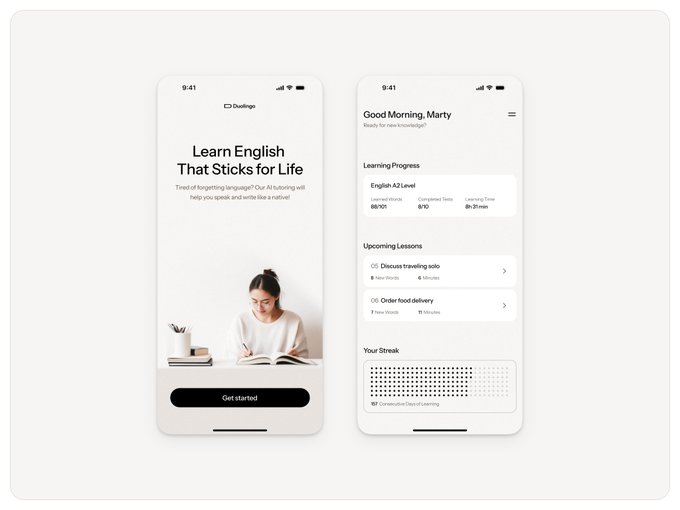 9:41
Duolingo
Learn English
That Sticks for Life
Tired of forgetting language? Our AI tutoring will
help you speak and write like a native!
Get started
9:41
Good Morning, Marty
Ready for new knowledge?
Learning Progress
English A2 Level
Learned Words Completed Tests Learning Time
88/101 8/10 8h 31 min
Upcoming Lessons
05 Discuss traveling solo
8 New Words 6 Minutes
06 Order food delivery
7 New Words 11 Minutes
Your Streak
157 Consecutive Days of Learning